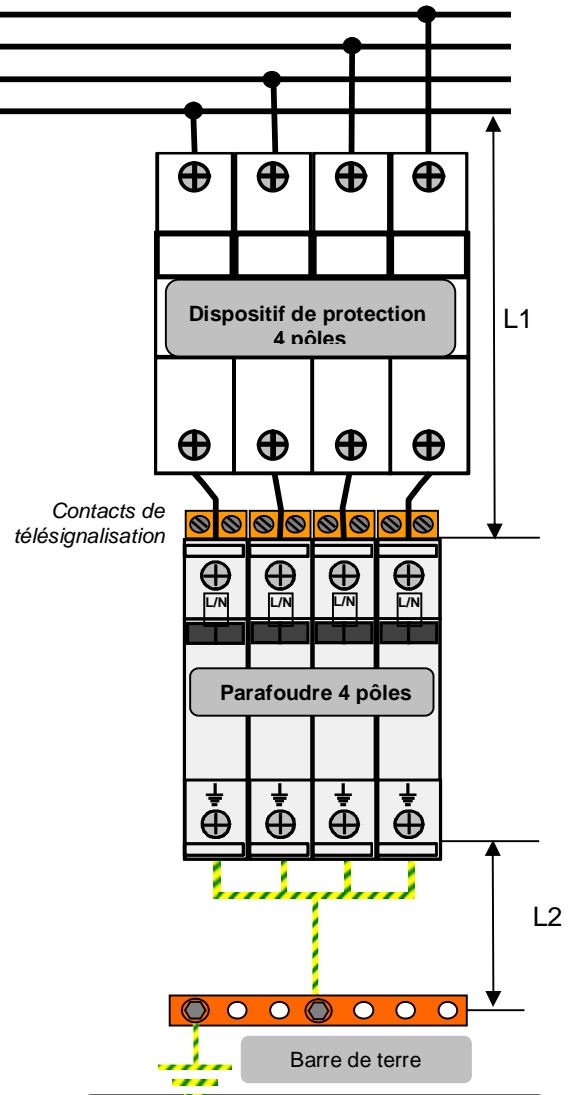 Dispositif de protection
4 pôles
L1
Contacts de
télésignalisation
L/N L/N L/N L/N
Parafoudre 4 pôles
L2
Barre de terre